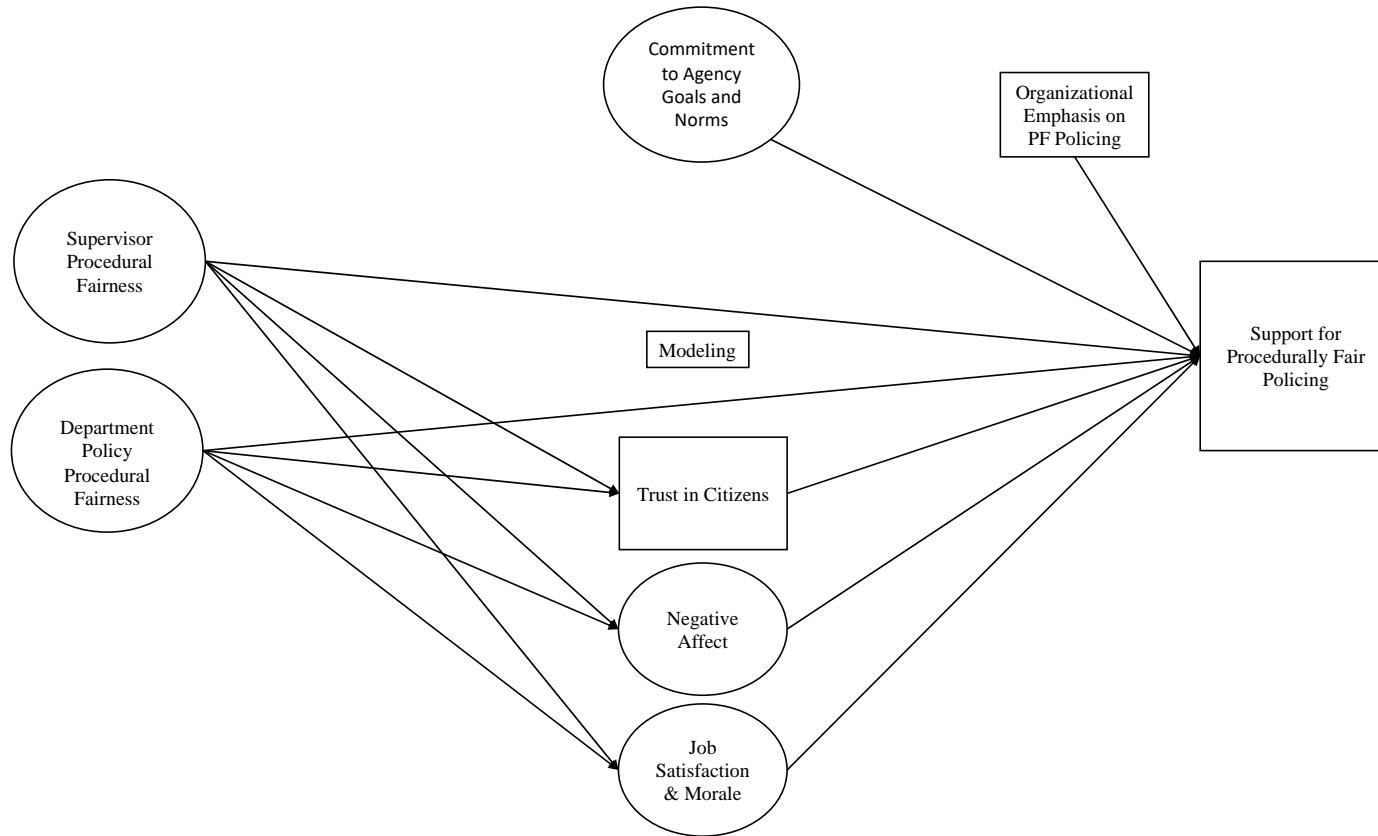 Commitment
to Agency
Goals and
Norms
Organizational
Emphasis on
PF Policing
Supervisor
Procedural
Fairness
Modeling
Support for
Procedurally Fair
Policing
Department
Policy
Procedural
Fairness
Trust in Citizens
Negative
Affect
Job
Satisfaction
& Morale